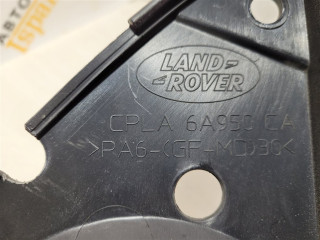 LAND
ROVER
CPLA 6A950 CA
>PA6-(GF-MD)30<